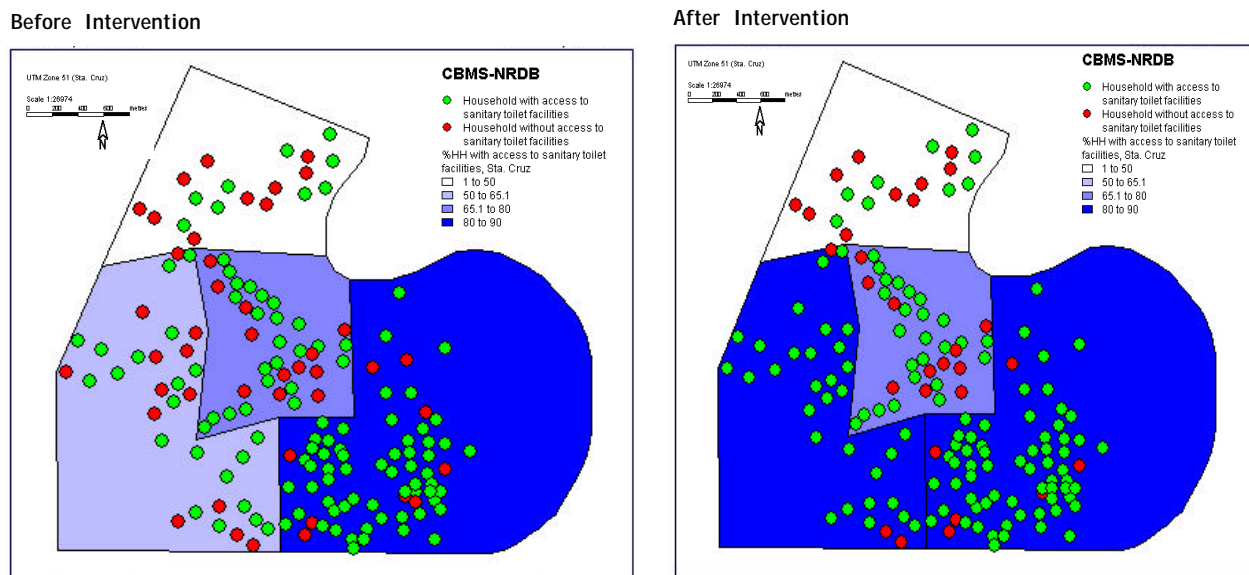 Before Intervention
UTM Zone 51 (Sta. Cruz)
Scale 1:26974
0 200 400 600 metres
N
CBMS-NRDB
Household with access to
sanitary toilet facilities
Household without access to
sanitary toilet facilities
%HH with access to sanitary toilet
facilities, Sta. Cruz
1 to 50
50 to 65.1
65.1 to 80
80 to 90
After Intervention
UTM Zone 51 (Sta. Cruz)
Scale 1:26974
0 200 400 600 metres
N
CBMS-NRDB
Household with access to
sanitary toilet facilities
Household without access to
sanitary toilet facilities
%HH with access to sanitary toilet
facilities, Sta. Cruz
1 to 50
50 to 65.1
65.1 to 80
80 to 90